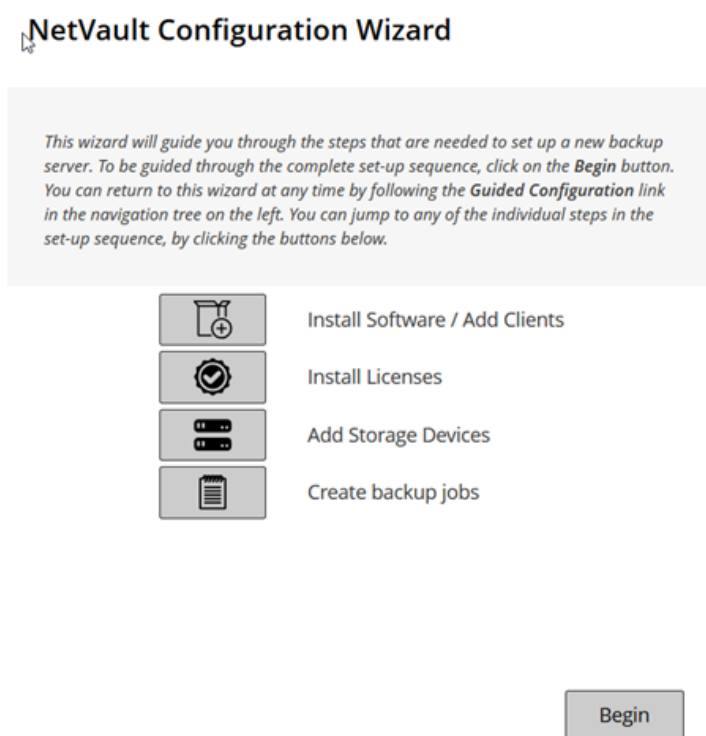 NetVault Configuration Wizard
This wizard will guide you through the steps that are needed to set up a new backup
server. To be guided through the complete set-up sequence, click on the Begin button.
You can return to this wizard at any time by following the Guided Configuration link
in the navigation tree on the left. You can jump to any of the individual steps in the
set-up sequence, by clicking the buttons below.
Install Software / Add Clients
Install Licenses
Add Storage Devices
Create backup jobs
Begin